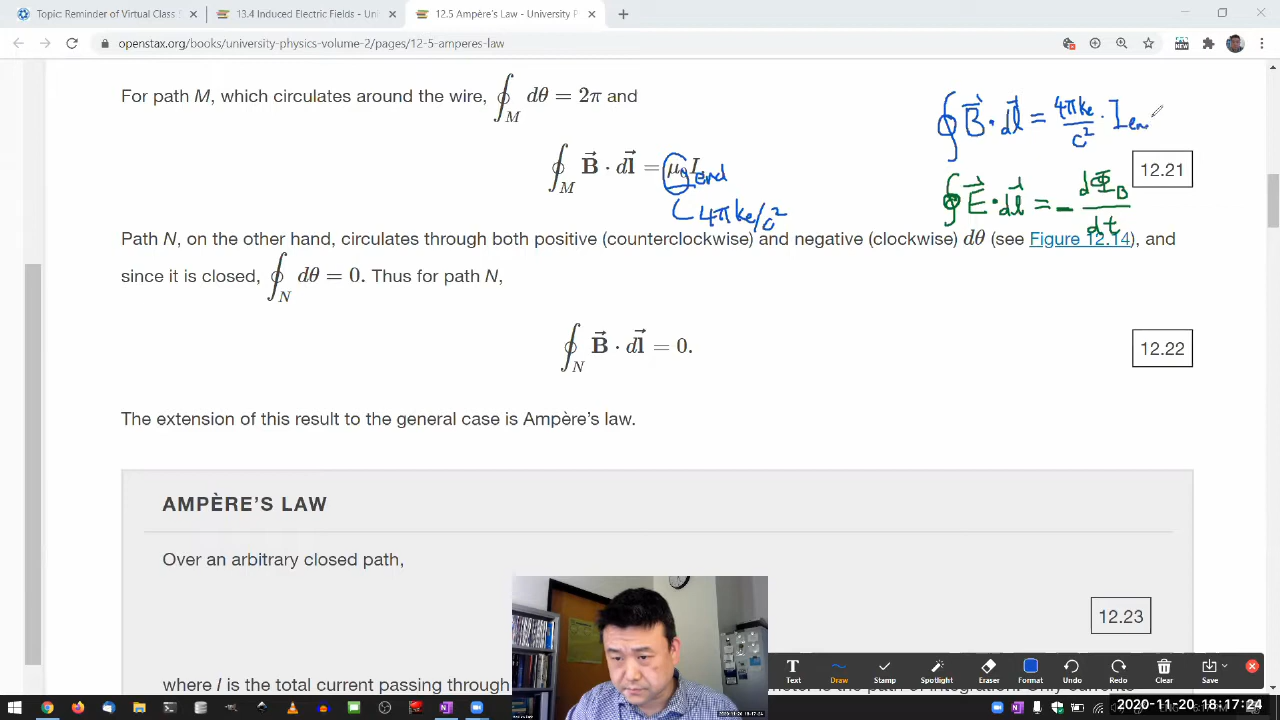 Topic: Reminder of Virtual Class
13.4 Induced Electric Fields - Uni
12.5 Ampère's Law - University P
openstax.org/books/university-physics-volume-2/pages/12-5-amperes-law
For path M, which circulates around the wire, ∮_M dθ = 2π and
∮_M B⃗ · dl⃗ = μ₀I.
encl
4πke/c²
12.21
∮ B⃗ · dl⃗ = 4πke/c² · Ien
∮ E⃗ · dl⃗ = − dΦ_B/dt
Path N, on the other hand, circulates through both positive (counterclockwise) and negative (clockwise) dθ (see Figure 12.14), and
since it is closed, ∮_N dθ = 0. Thus for path N,
∮_N B⃗ · dl⃗ = 0.
12.22
The extension of this result to the general case is Ampère's law.
AMPÈRE'S LAW
Over an arbitrary closed path,
12.23
where I is the total current passing through
Text Draw Stamp Spotlight Eraser Format Undo Redo Clear Save
2020-11-20 18:17:24